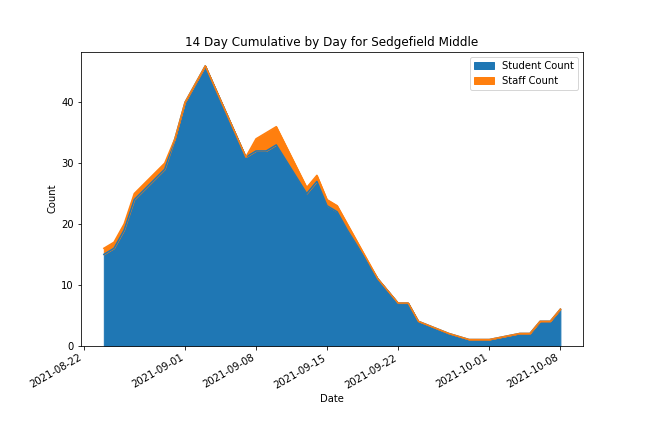 14 Day Cumulative by Day for Sedgefield Middle
Student Count
Staff Count
Count
40
30
20
10
0
2021-08-22
2021-09-01
2021-09-08
2021-09-15
2021-09-22
2021-10-01
2021-10-08
Date